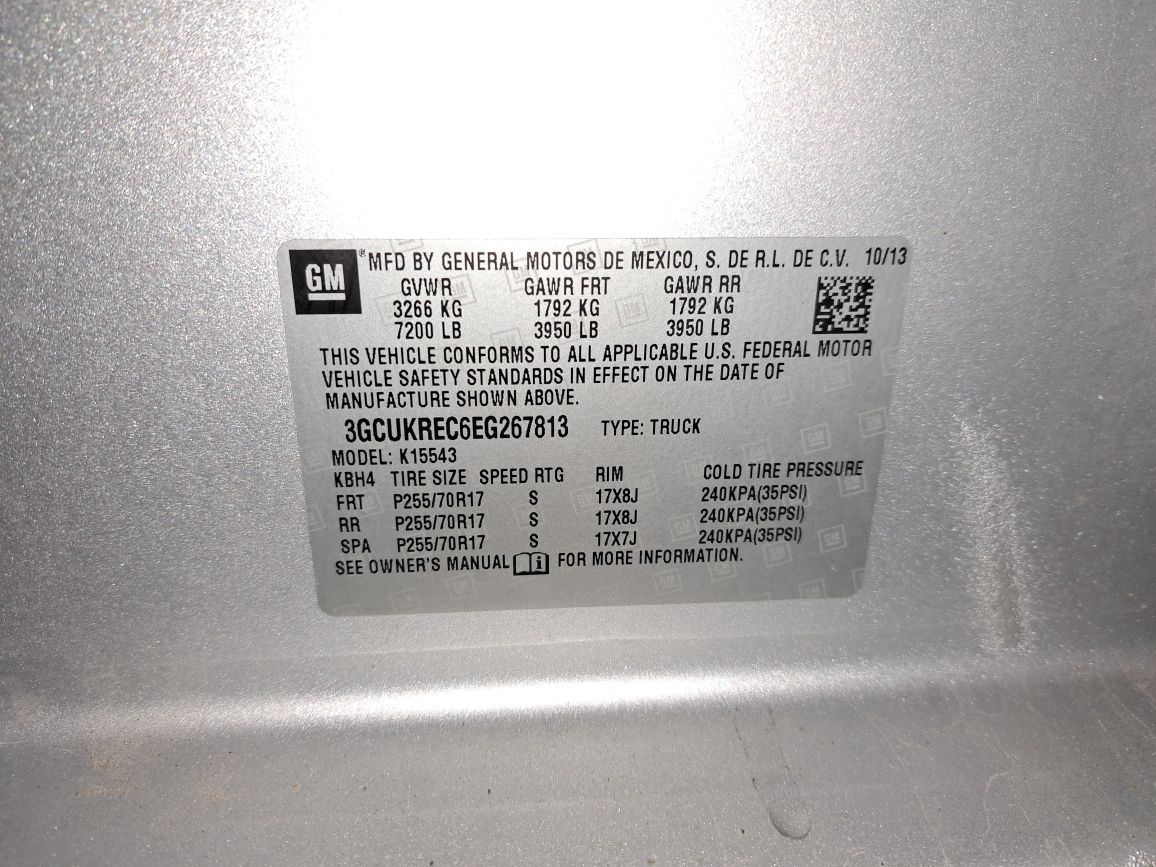 GM ® MFD BY GENERAL MOTORS DE MEXICO, S. DE R.L. DE C.V. 10/13
GVWR GAWR FRT GAWR RR
3266 KG 1792 KG 1792 KG
7200 LB 3950 LB 3950 LB
THIS VEHICLE CONFORMS TO ALL APPLICABLE U.S. FEDERAL MOTOR
VEHICLE SAFETY STANDARDS IN EFFECT ON THE DATE OF
MANUFACTURE SHOWN ABOVE.
3GCUKREC6EG267813 TYPE: TRUCK
MODEL: K15543
KBH4 TIRE SIZE SPEED RTG RIM COLD TIRE PRESSURE
FRT P255/70R17 S 17X8J 240KPA(35PSI)
RR P255/70R17 S 17X8J 240KPA(35PSI)
SPA P255/70R17 S 17X7J 240KPA(35PSI)
SEE OWNER'S MANUAL i FOR MORE INFORMATION.